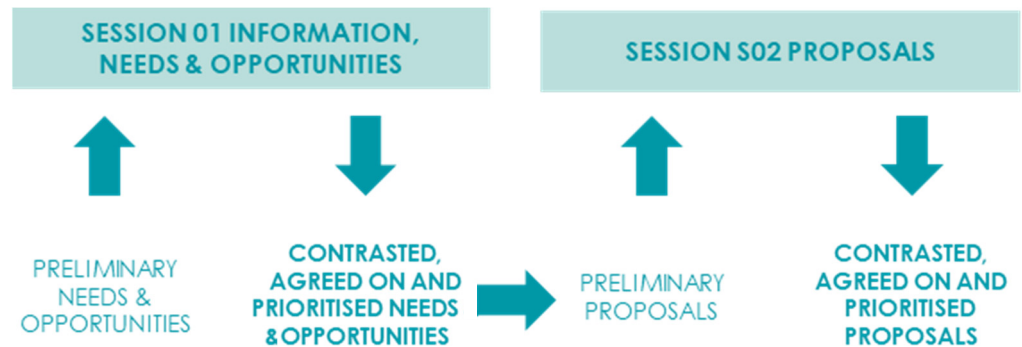 SESSION 01 INFORMATION,
NEEDS & OPPORTUNITIES
SESSION S02 PROPOSALS
PRELIMINARY
NEEDS &
OPPORTUNITIES
CONTRASTED,
AGREED ON AND
PRIORITISED NEEDS
&OPPORTUNITIES
PRELIMINARY
PROPOSALS
CONTRASTED,
AGREED ON AND
PRIORITISED
PROPOSALS